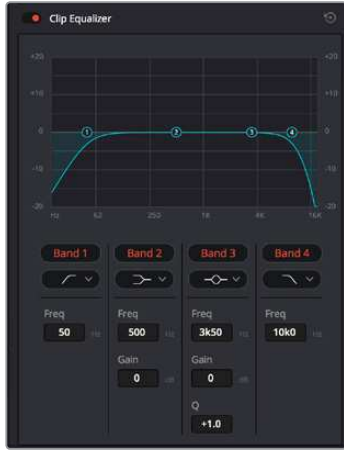 Clip Equalizer
+20 +20
+10 +10
0 1 2 3 4 0
-10 -10
-20 -20
Hz 62 250 1K 4K 16K
Band 1 Band 2 Band 3 Band 4
Freq Freq Freq Freq
50 Hz 500 Hz 3k50 Hz 10k0 Hz
Gain Gain
0 dB 0 dB
Q
+1.0